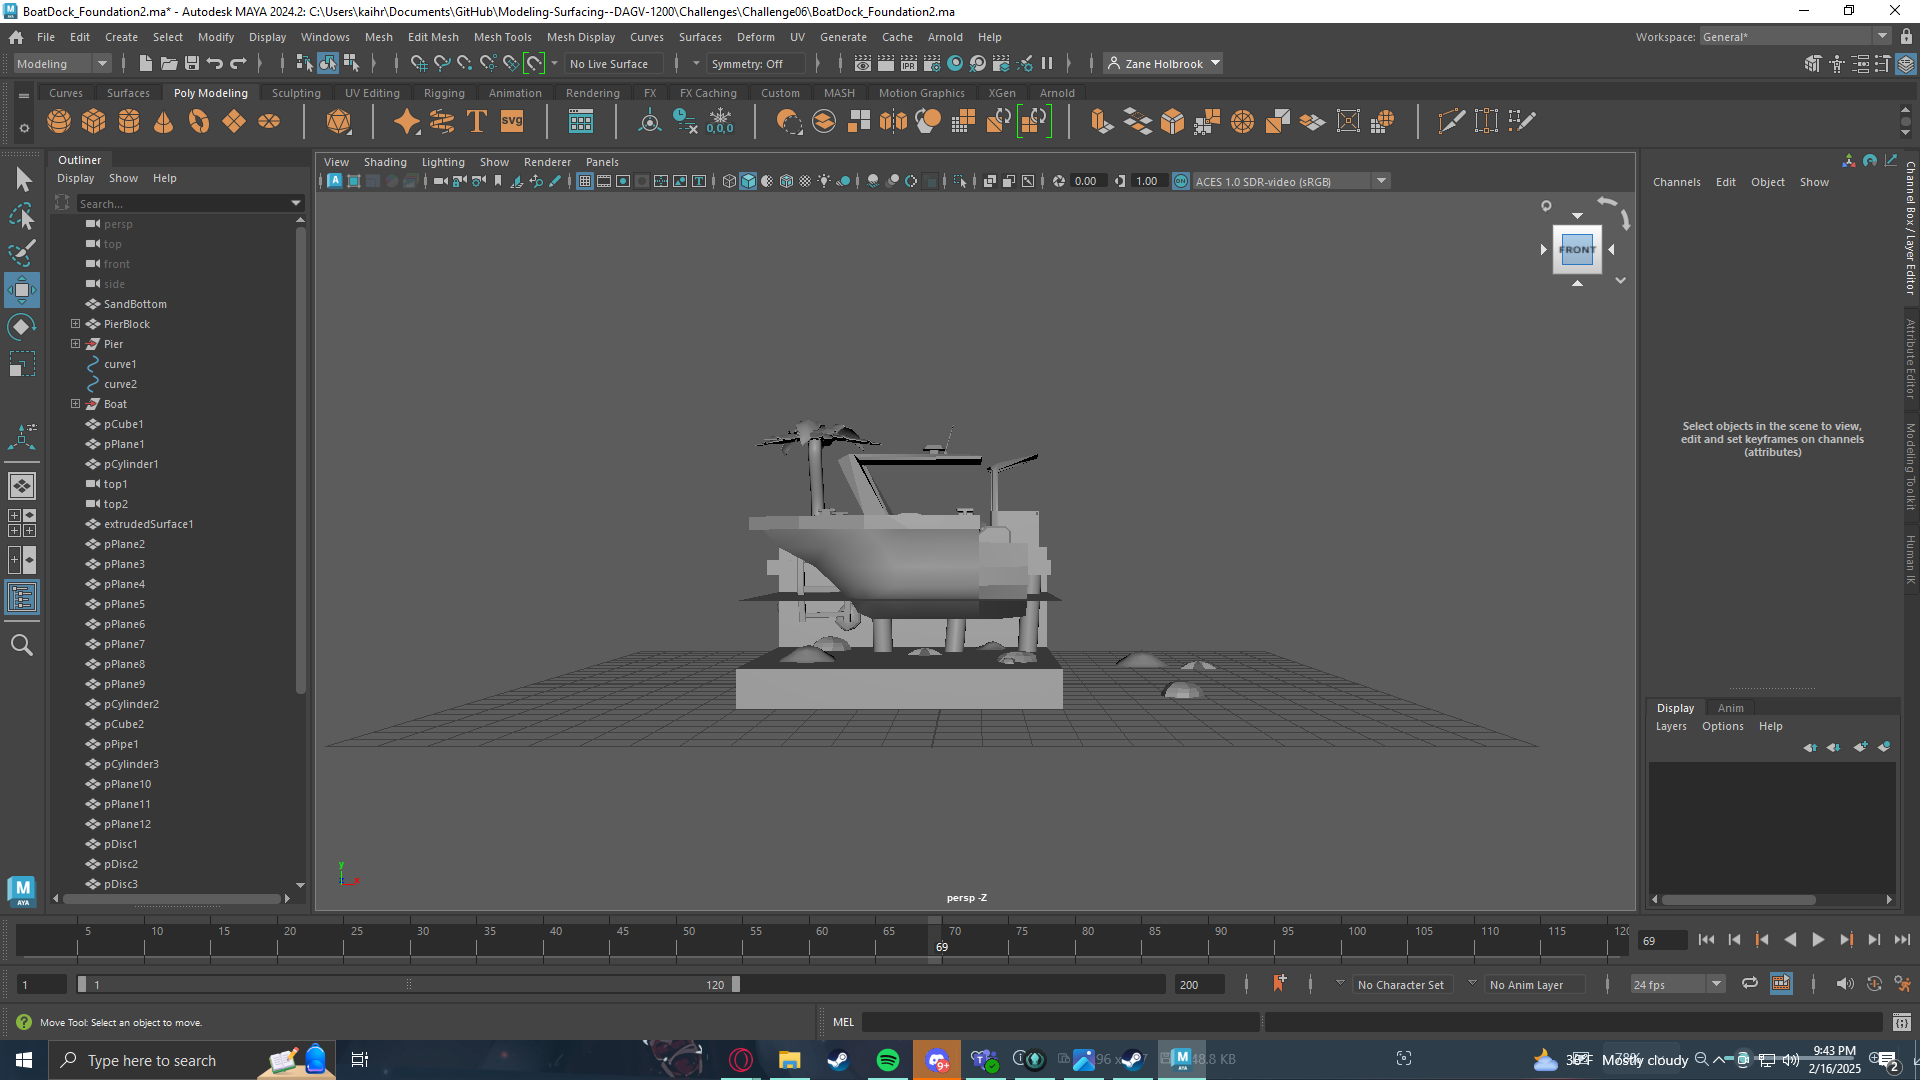 BoatDock_Foundation2.ma* - Autodesk MAYA 2024.2: C:\Users\kaihr\Documents\GitHub\Modeling-Surfacing--DAGV-1200\Challenges\Challenge06\BoatDock_Foundation2.ma
File Edit Create Select Modify Display Windows Mesh Edit Mesh Mesh Tools Mesh Display Curves Surfaces Deform UV Generate Cache Arnold Help
Workspace: General*
Modeling
No Live Surface
Symmetry: Off
IPR
Zane Holbrook
Curves Surfaces Poly Modeling Sculpting UV Editing Rigging Animation Rendering FX FX Caching Custom MASH Motion Graphics XGen Arnold
T SVG
0,0,0
Outliner
Display Show Help
Search...
persp
top
front
side
SandBottom
PierBlock
Pier
curve1
curve2
Boat
pCube1
pPlane1
pCylinder1
top1
top2
extrudedSurface1
pPlane2
pPlane3
pPlane4
pPlane5
pPlane6
pPlane7
pPlane8
pPlane9
pCylinder2
pCube2
pPipe1
pCylinder3
pPlane10
pPlane11
pPlane12
pDisc1
pDisc2
pDisc3
View Shading Lighting Show Renderer Panels
0.00 1.00 ON ACES 1.0 SDR-video (sRGB)
FRONT
y
persp -Z
Channels Edit Object Show
Select objects in the scene to view,
edit and set keyframes on channels
(attributes)
Channel Box / Layer Editor
Attribute Editor
Modeling Toolkit
Human IK
Display Anim
Layers Options Help
M
AYA
5 10 15 20 25 30 35 40 45 50 55 60 65 70 75 80 85 90 95 100 105 110 115 120
69
69
1
1
120
200
No Character Set
No Anim Layer
24 fps
Move Tool: Select an object to move.
MEL
Type here to search
9+
Mostly cloudy
9:43 PM
2/16/2025
2